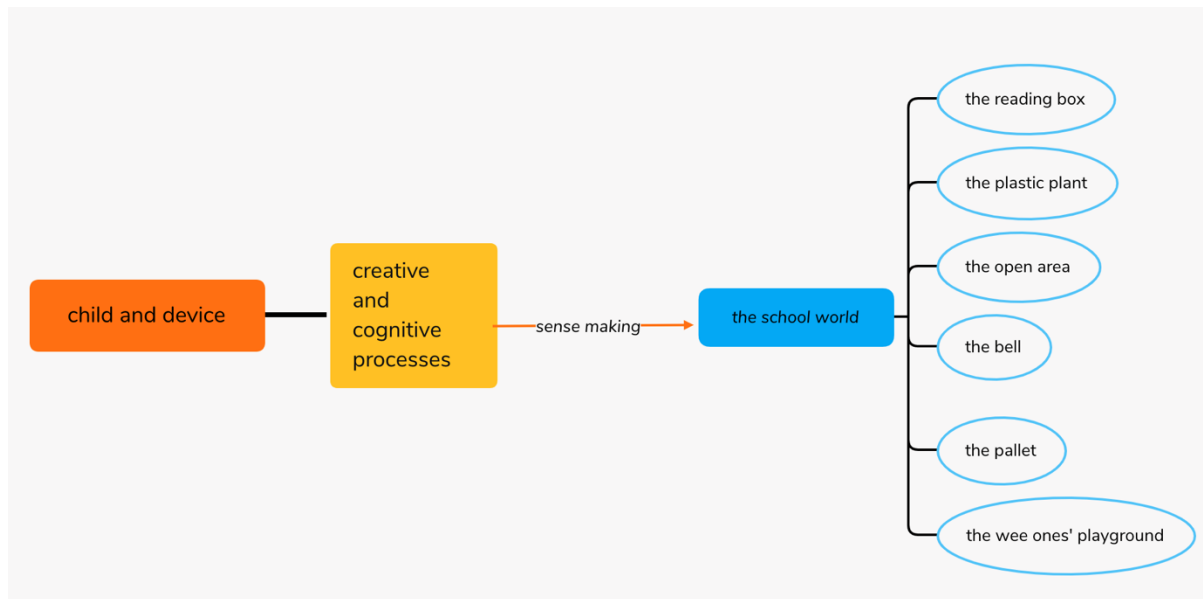 child and device
creative
and
cognitive
processes
sense making
the school world
the reading box
the plastic plant
the open area
the bell
the pallet
the wee ones' playground